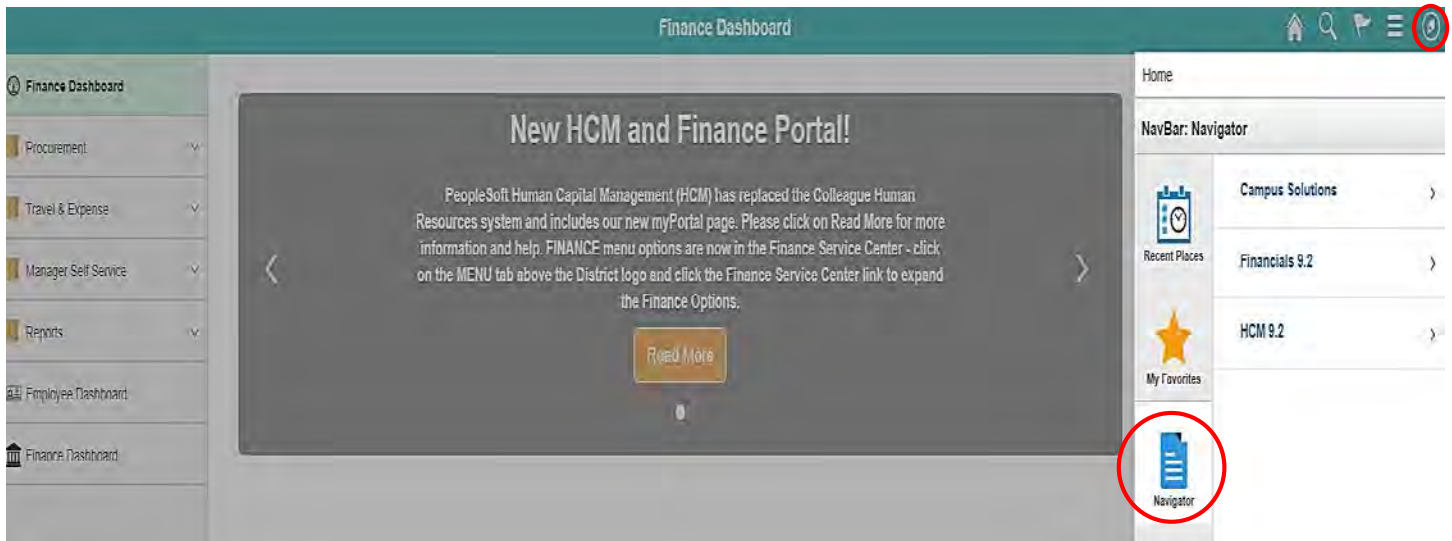 Finance Dashboard
Finance Dashboard
Procurement
Travel & Expense
Manager Self Service
Reports
Employee Dashboard
Finance Dashboard
New HCM and Finance Portal!
PeopleSoft Human Capital Management (HCM) has replaced the Colleague Human
Resources system and includes our new myPortal page. Please click on Read More for more
information and help. FINANCE menu options are now in the Finance Service Center - click
on the MENU tab above the District logo and click the Finance Service Center link to expand
the Finance Options.
Read More
Home
NavBar: Navigator
Recent Places
My Favorites
Navigator
Campus Solutions
Financials 9.2
HCM 9.2